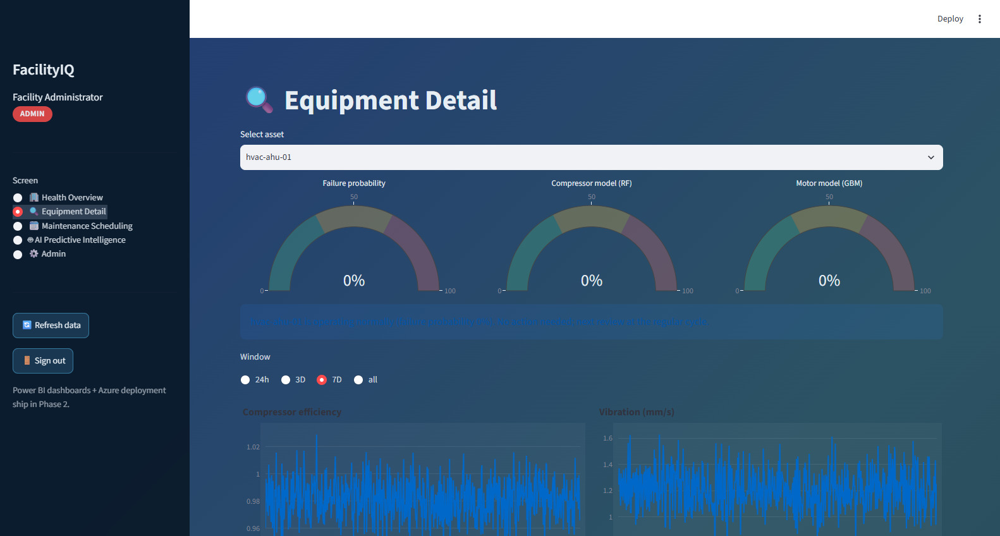 Deploy
FacilityIQ
Facility Administrator
ADMIN
Screen
Health Overview
Equipment Detail
Maintenance Scheduling
AI Predictive Intelligence
Admin
Refresh data
Sign out
Power BI dashboards + Azure deployment
ship in Phase 2.
Equipment Detail
Select asset
hvac-ahu-01
Failure probability
50
0%
0
100
Compressor model (RF)
50
0%
0
100
Motor model (GBM)
50
0%
0
100
hvac-ahu-01 is operating normally (failure probability 0%). No action needed; next review at the regular cycle.
Window
24h 3D 7D all
Compressor efficiency
1.02
1
0.98
0.96
Vibration (mm/s)
1.6
1.4
1.2
1